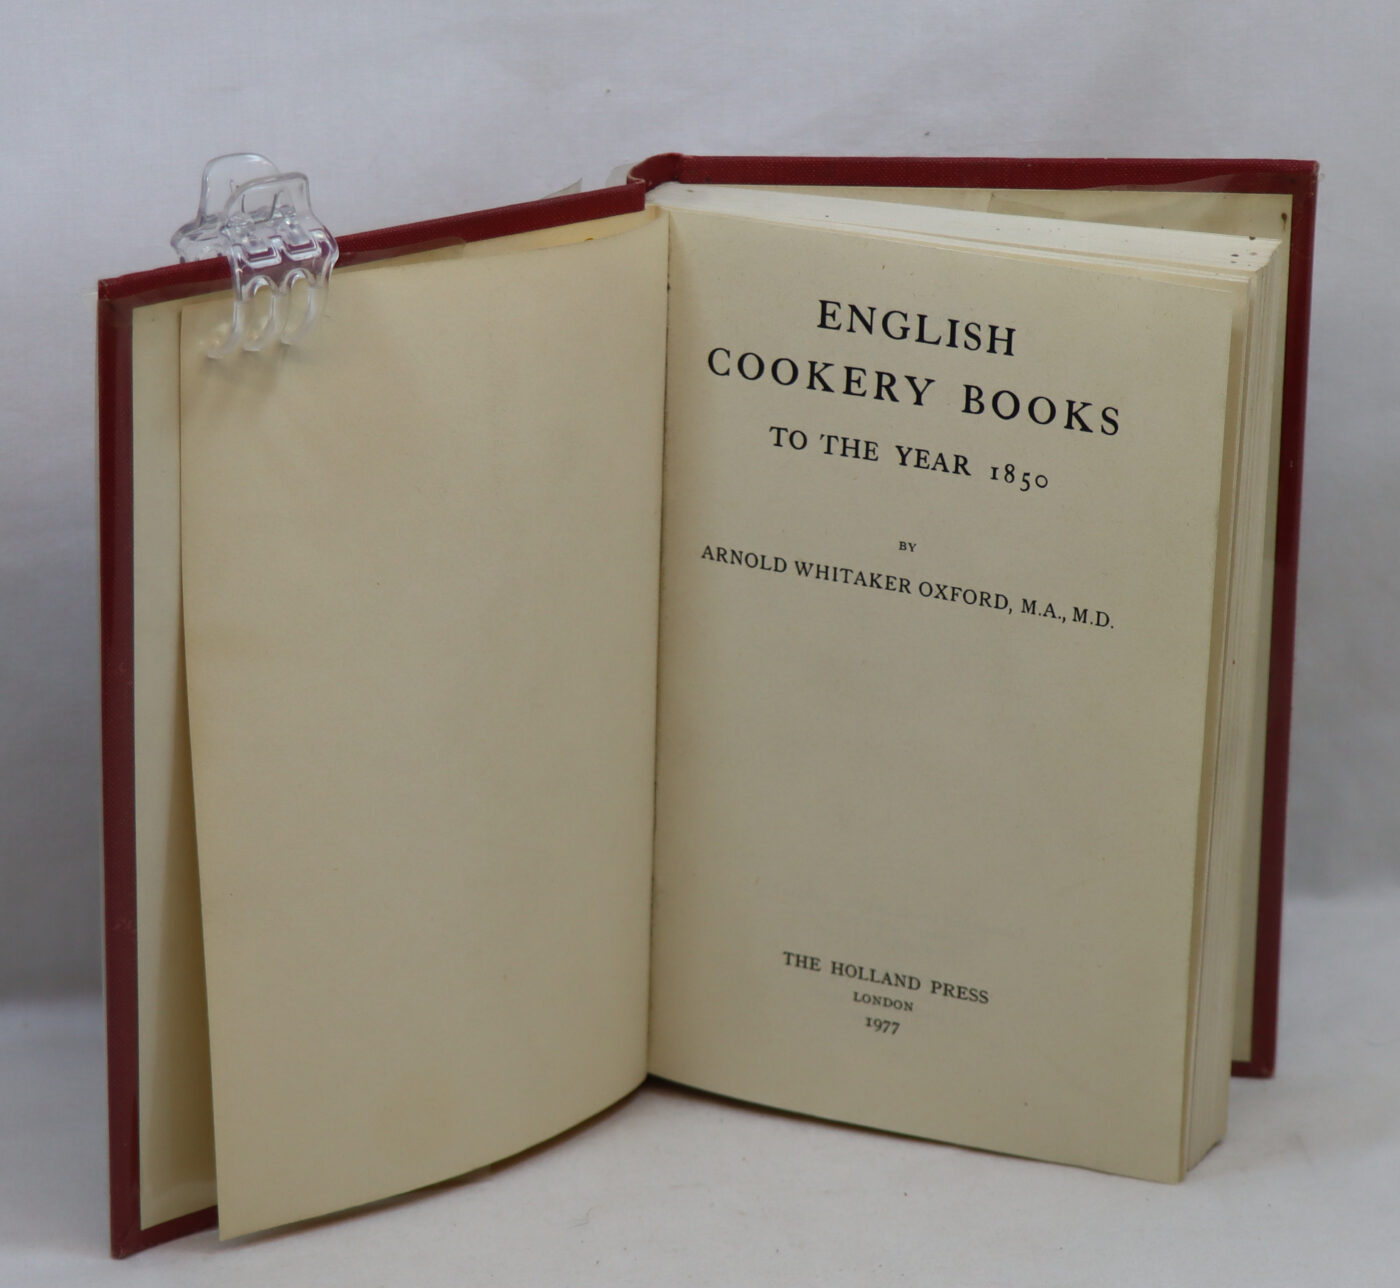 ENGLISH
COOKERY BOOKS
TO THE YEAR 1850
BY
ARNOLD WHITAKER OXFORD, M.A., M.D.
THE HOLLAND PRESS
LONDON
1977